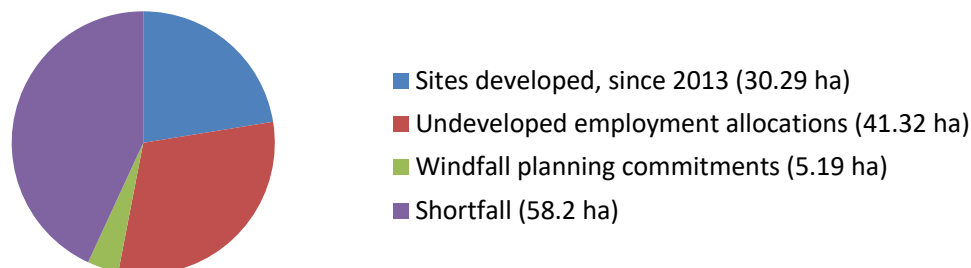 Sites developed, since 2013 (30.29 ha)
Undeveloped employment allocations (41.32 ha)
Windfall planning commitments (5.19 ha)
Shortfall (58.2 ha)